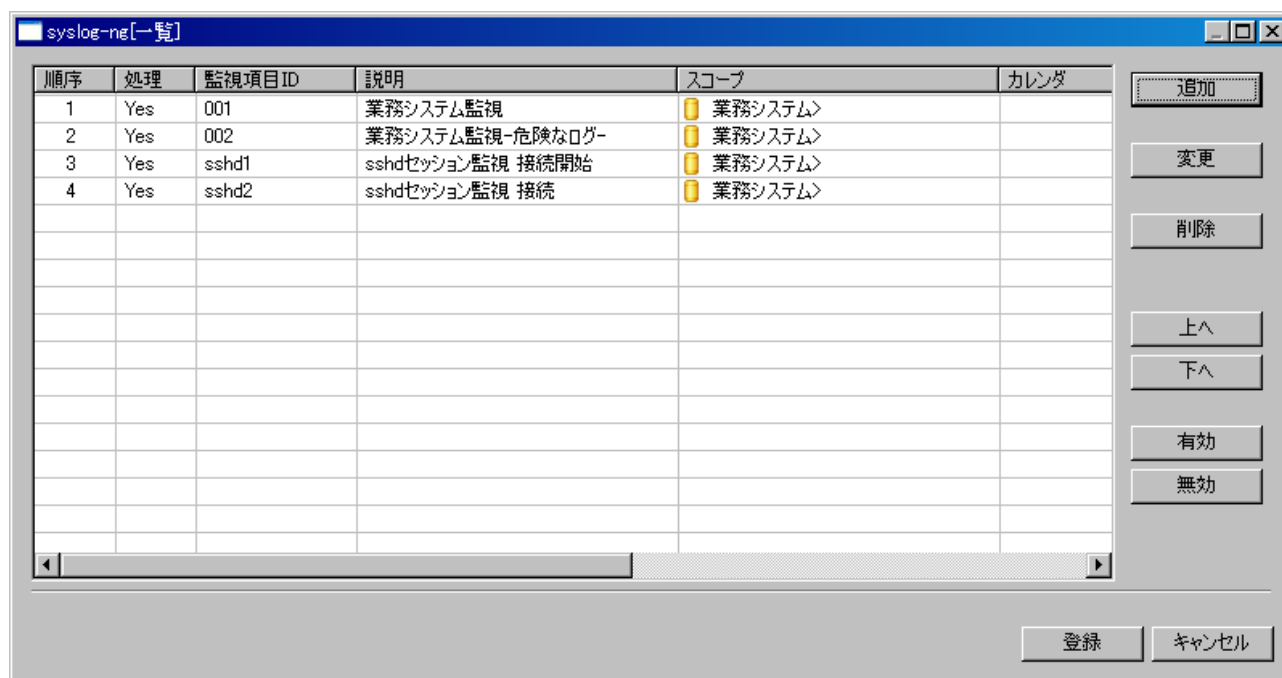 syslog-ng[一覧]
順序 処理 監視項目ID 説明 スコープ カレンダ
1 Yes 001 業務システム監視 業務システム>
2 Yes 002 業務システム監視-危険なログ- 業務システム>
3 Yes sshd1 sshdセッション監視 接続開始 業務システム>
4 Yes sshd2 sshdセッション監視 接続 業務システム>
追加
変更
削除
上へ
下へ
有効
無効
登録 キャンセル